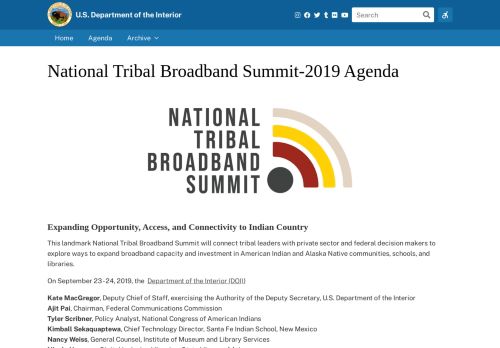 U.S. Department of the Interior
Search
Home
Agenda
Archive
National Tribal Broadband Summit-2019 Agenda
NATIONAL
TRIBAL
BROADBAND
SUMMIT
Expanding Opportunity, Access, and Connectivity to Indian Country
This landmark National Tribal Broadband Summit will connect tribal leaders with private sector and federal decision makers to
explore ways to expand broadband capacity and investment in American Indian and Alaska Native communities, schools, and
libraries.
On September 23 - 24, 2019, the Department of the Interior (DOI))
Kate MacGregor, Deputy Chief of Staff, exercising the Authority of the Deputy Secretary, U.S. Department of the Interior
Ajit Pai, Chairman, Federal Communications Commission
Tyler Scribner, Policy Analyst, National Congress of American Indians
Kimball Sekaquaptewa, Chief Technology Director, Santa Fe Indian School, New Mexico
Nancy Weiss, General Counsel, Institute of Museum and Library Services